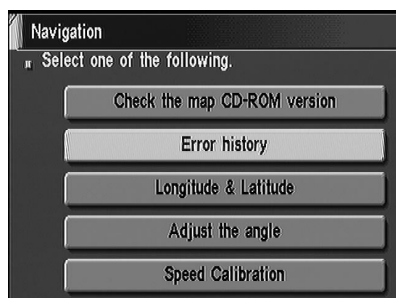 Navigation
Select one of the following.
Check the map CD-ROM version
Error history
Longitude & Latitude
Adjust the angle
Speed Calibration